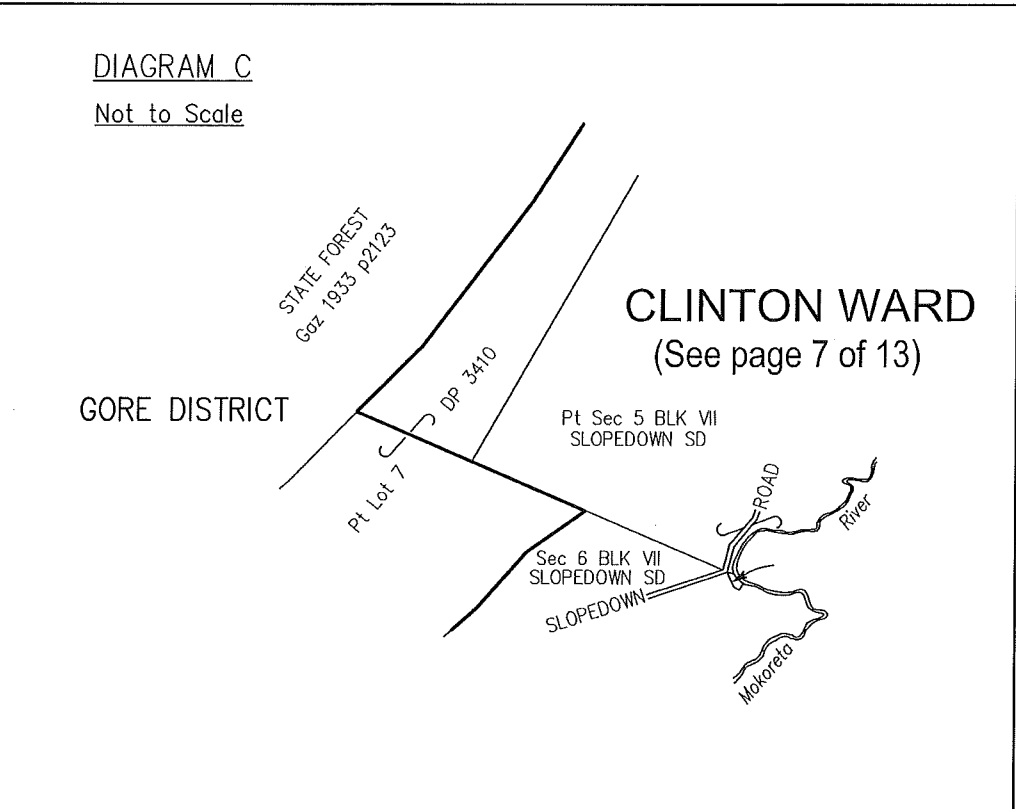 DIAGRAM C
Not to Scale
STATE FOREST
Gaz 1933 p2123
CLINTON WARD
(See page 7 of 13)
GORE DISTRICT
DP 3410
Pt Lot 7
Pt Sec 5 BLK VII
SLOPEDOWN SD
ROAD
River
Sec 6 BLK VII
SLOPEDOWN SD
SLOPEDOWN
Mokoreta